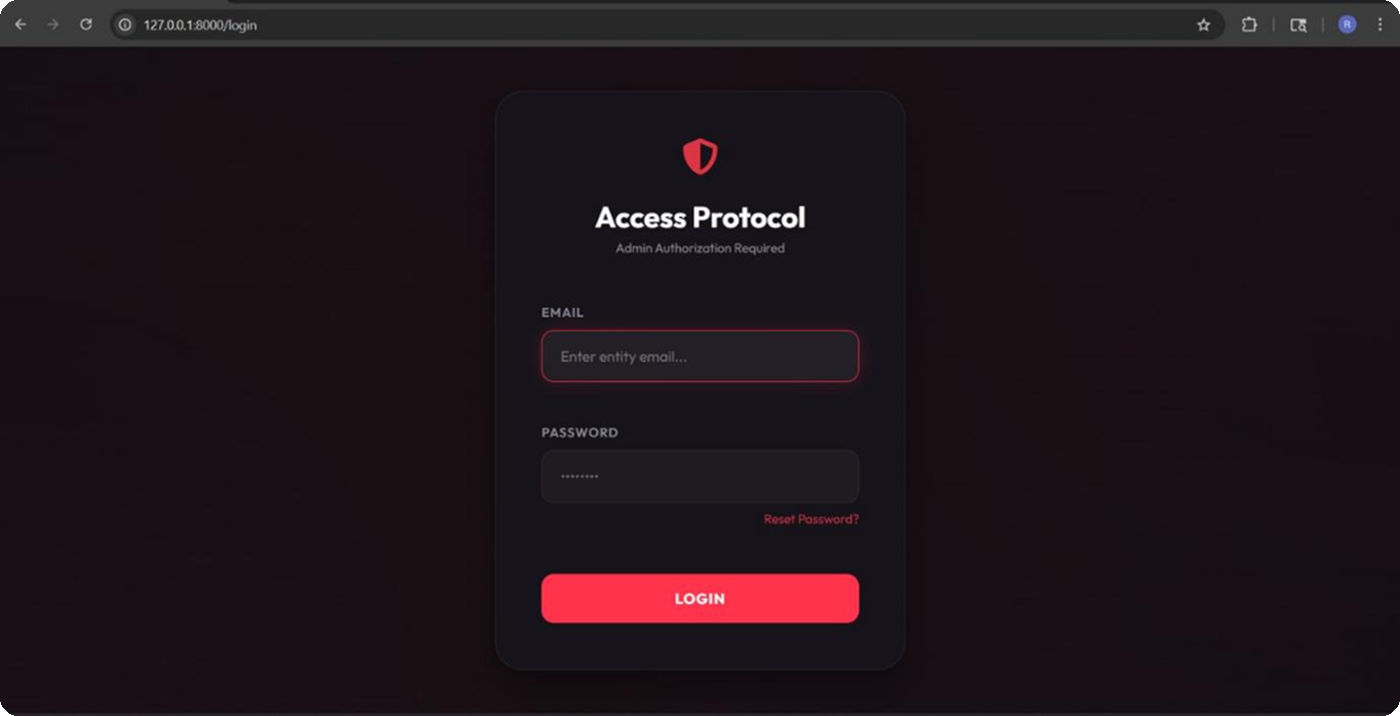 127.0.0.1:8000/login
R
Access Protocol
Admin Authorization Required
EMAIL
Enter entity email...
PASSWORD
Reset Password?
LOGIN